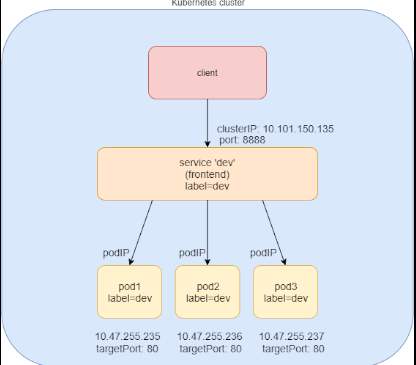 Kubernetes cluster
client
clusterIP: 10.101.150.135
port: 8888
service 'dev'
(frontend)
label=dev
podIP
podIP
podIP
pod1
label=dev
pod2
label=dev
pod3
label=dev
10.47.255.235
targetPort: 80
10.47.255.236
targetPort: 80
10.47.255.237
targetPort: 80